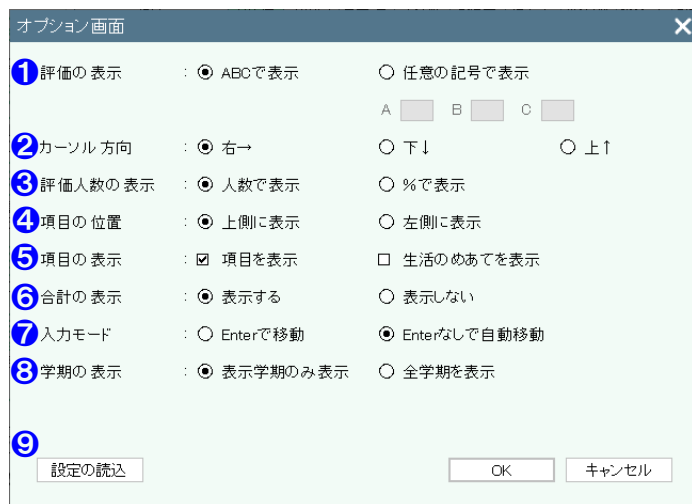 オプション画面
❶評価の表示 : ABCで表示 任意の記号で表示
A B C
❷カーソル方向 : 右→ 下↓ 上↑
❸評価人数の表示 : 人数で表示 %で表示
❹項目の位置 : 上側に表示 左側に表示
❺項目の表示 : 項目を表示 生活のめあてを表示
❻合計の表示 : 表示する 表示しない
❼入力モード : Enterで移動 Enterなしで自動移動
❽学期の表示 : 表示学期のみ表示 全学期を表示
❾
設定の読込 OK キャンセル